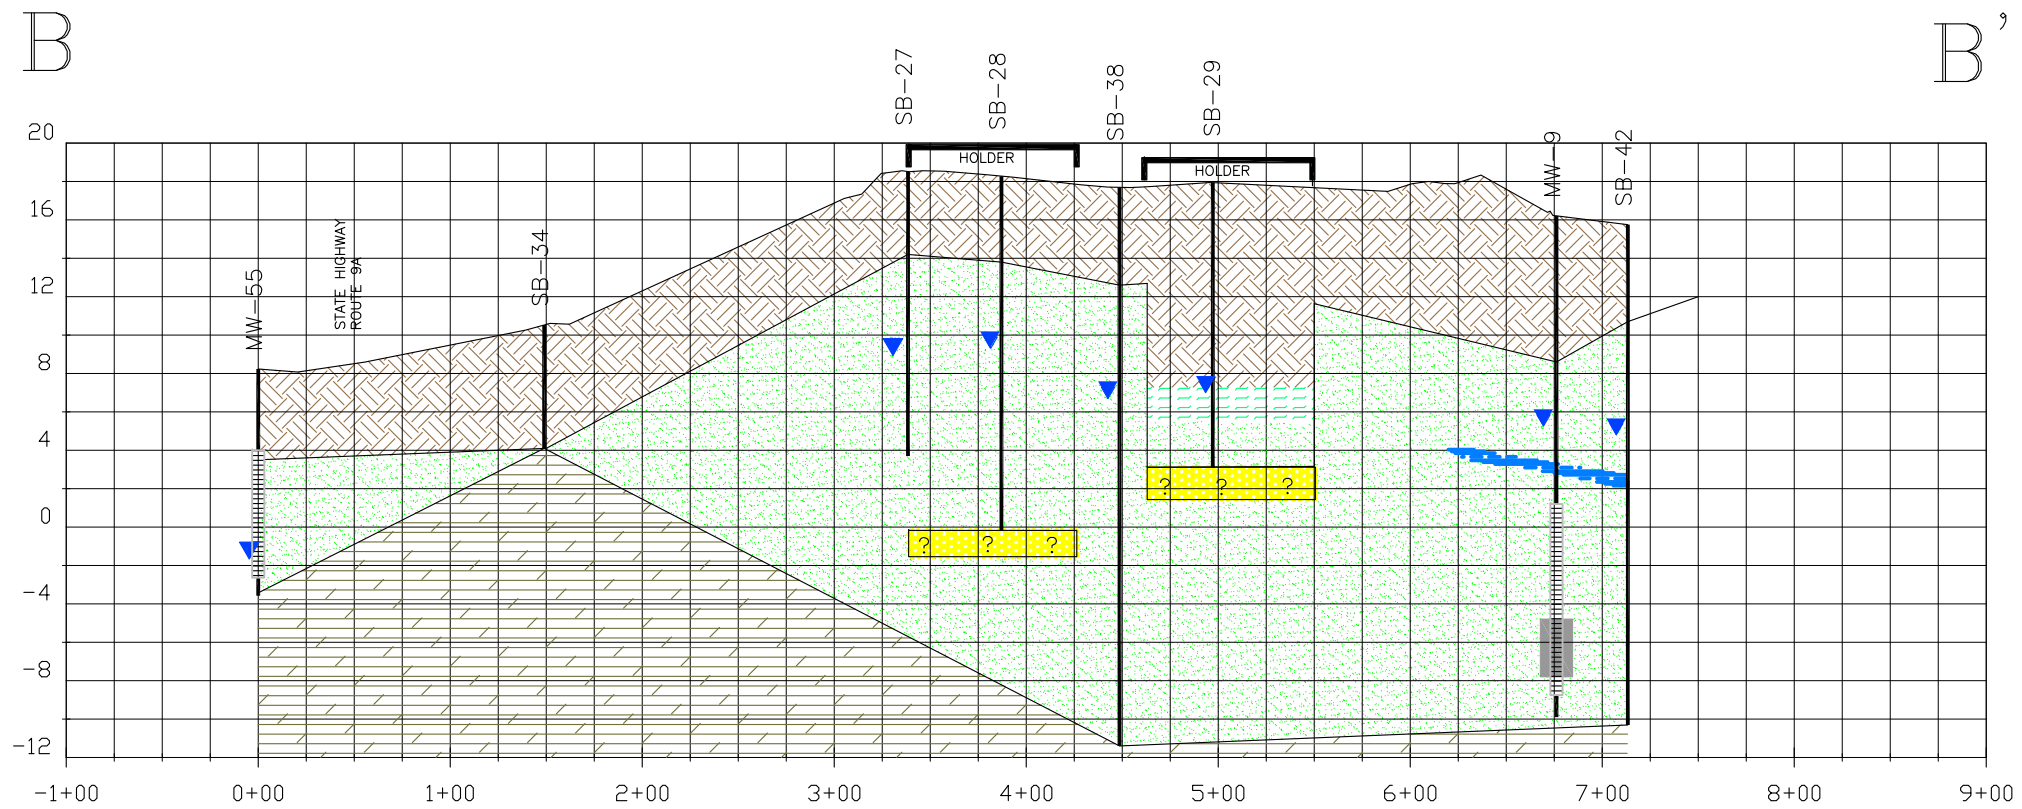 B
B'
SB-27
SB-28
SB-38
SB-29
MW-9
SB-42
MW-55
STATE HIGHWAY
ROUTE 9A
SB-34
HOLDER
HOLDER
20
16
12
8
4
0
-4
-8
-12
? ? ?
? ? ?
-1+00 0+00 1+00 2+00 3+00 4+00 5+00 6+00 7+00 8+00 9+00